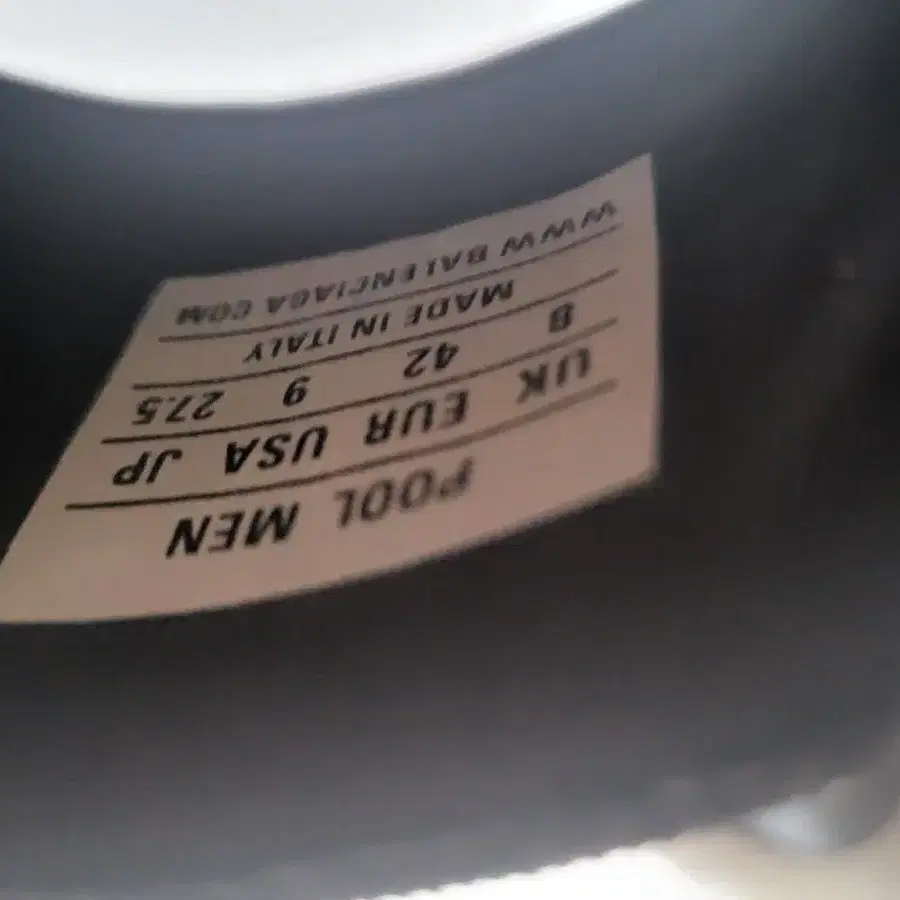 POOL MEN
UK EUR USA JP
8 42 9 27.5
MADE IN ITALY
WWW BALENCIAGA COM